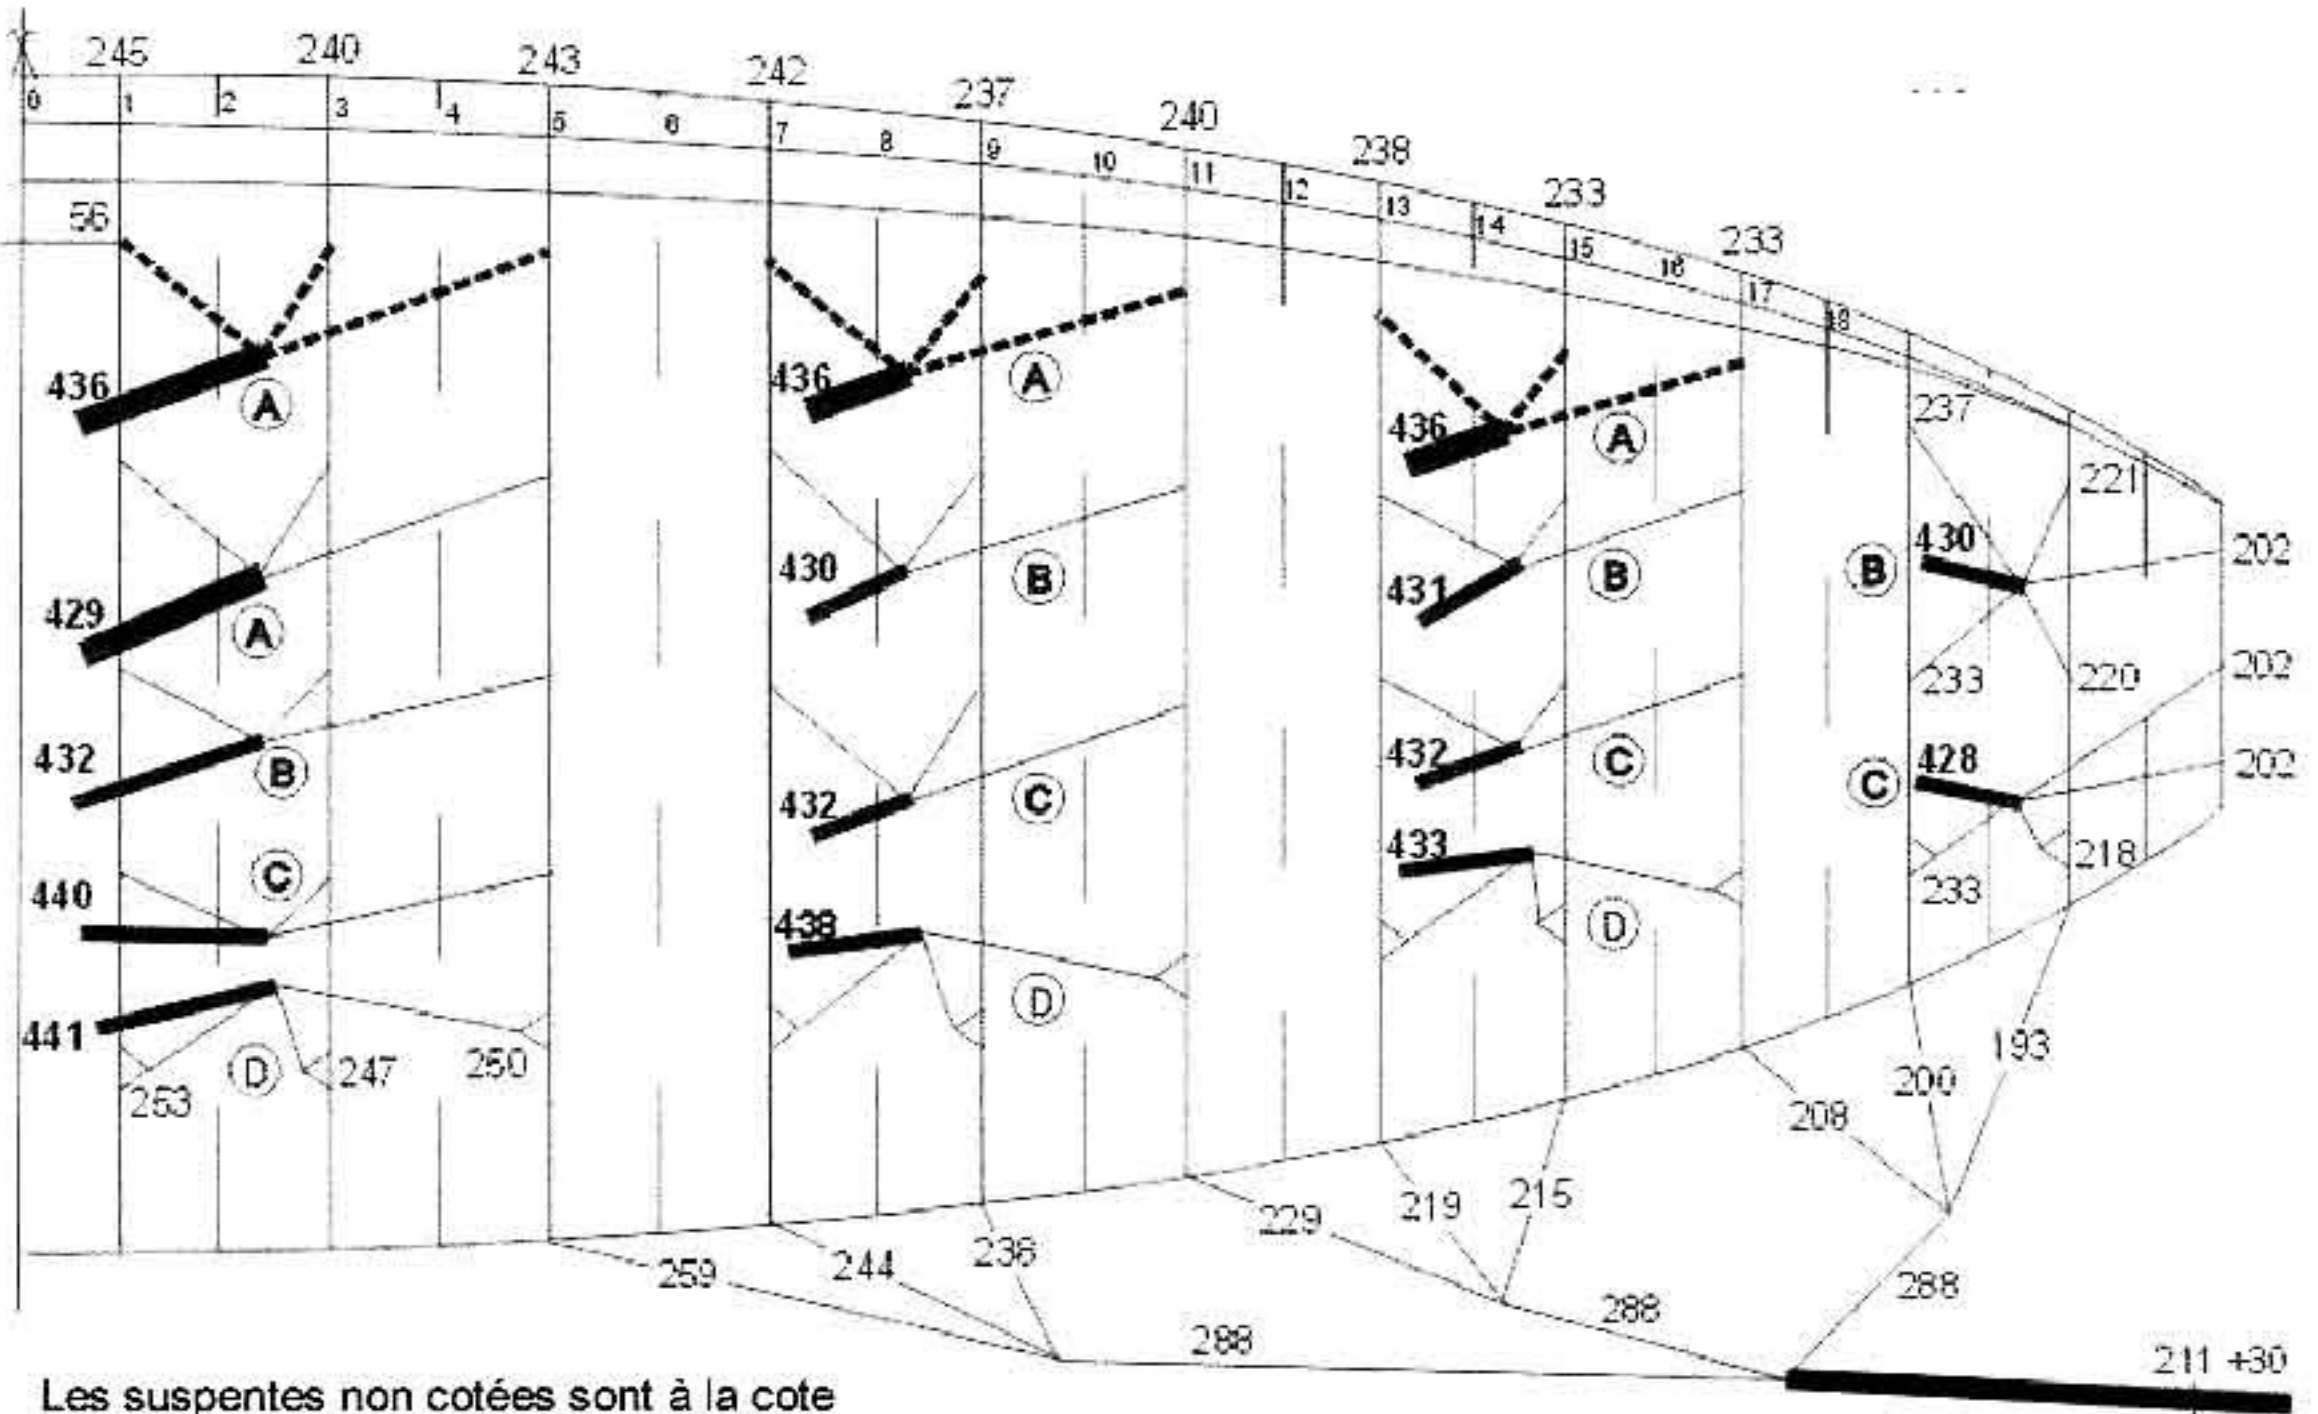 245 240 243 242 237 240 238 233 233
0 1 2 3 4 5 6 7 8 9 10 11 12 13 14 15 16 17 18
56
436 A 436 A 436 A 237 221
429 A 430 B 431 B B 430 202
432 B 432 C 432 C 233 220 202
C 428 202
440 C 438 D 433 D 233 218
441 D 253 247 250
259 244 236 229 219 215 208 200 193
288 288 288
211 +30
Les suspentes non cotées sont à la cote